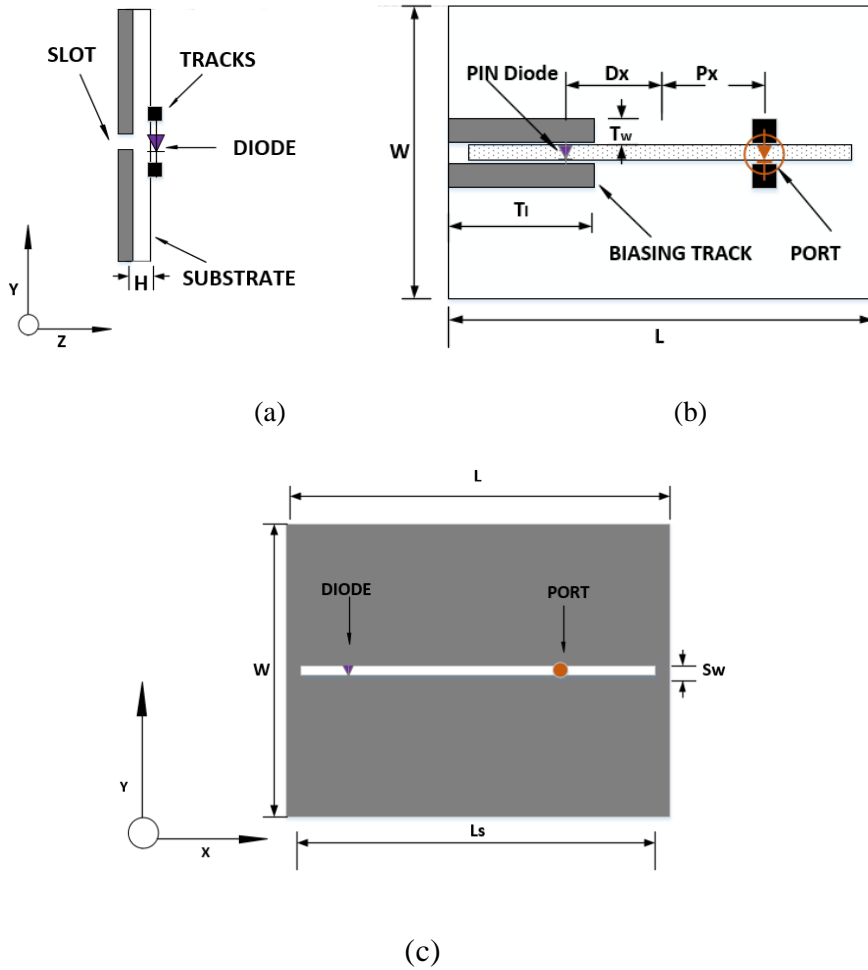 SLOT
TRACKS
DIODE
SUBSTRATE
H
Y
Z
(a)
PIN Diode
Dx
Px
Tw
W
Tl
BIASING TRACK
PORT
L
(b)
L
DIODE
PORT
W
Sw
Y
X
Ls
(c)